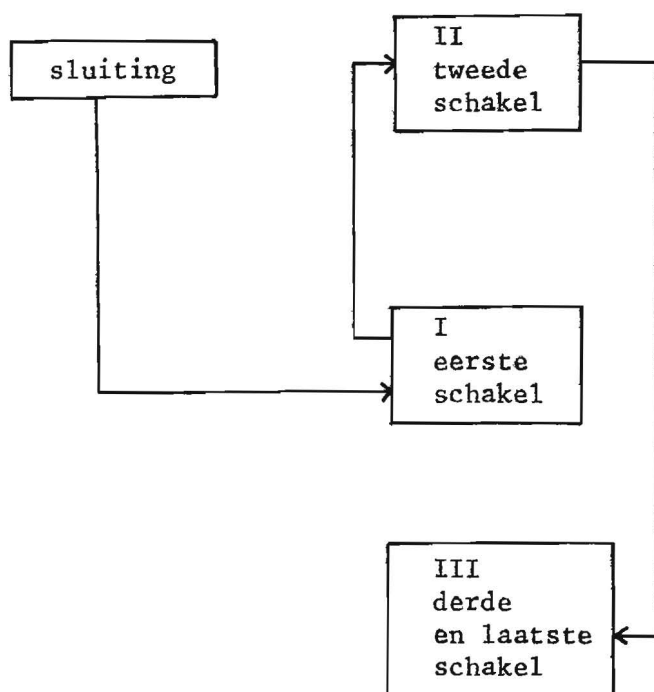 sluiting
II
tweede
schakel
I
eerste
schakel
III
derde
en laatste
schakel